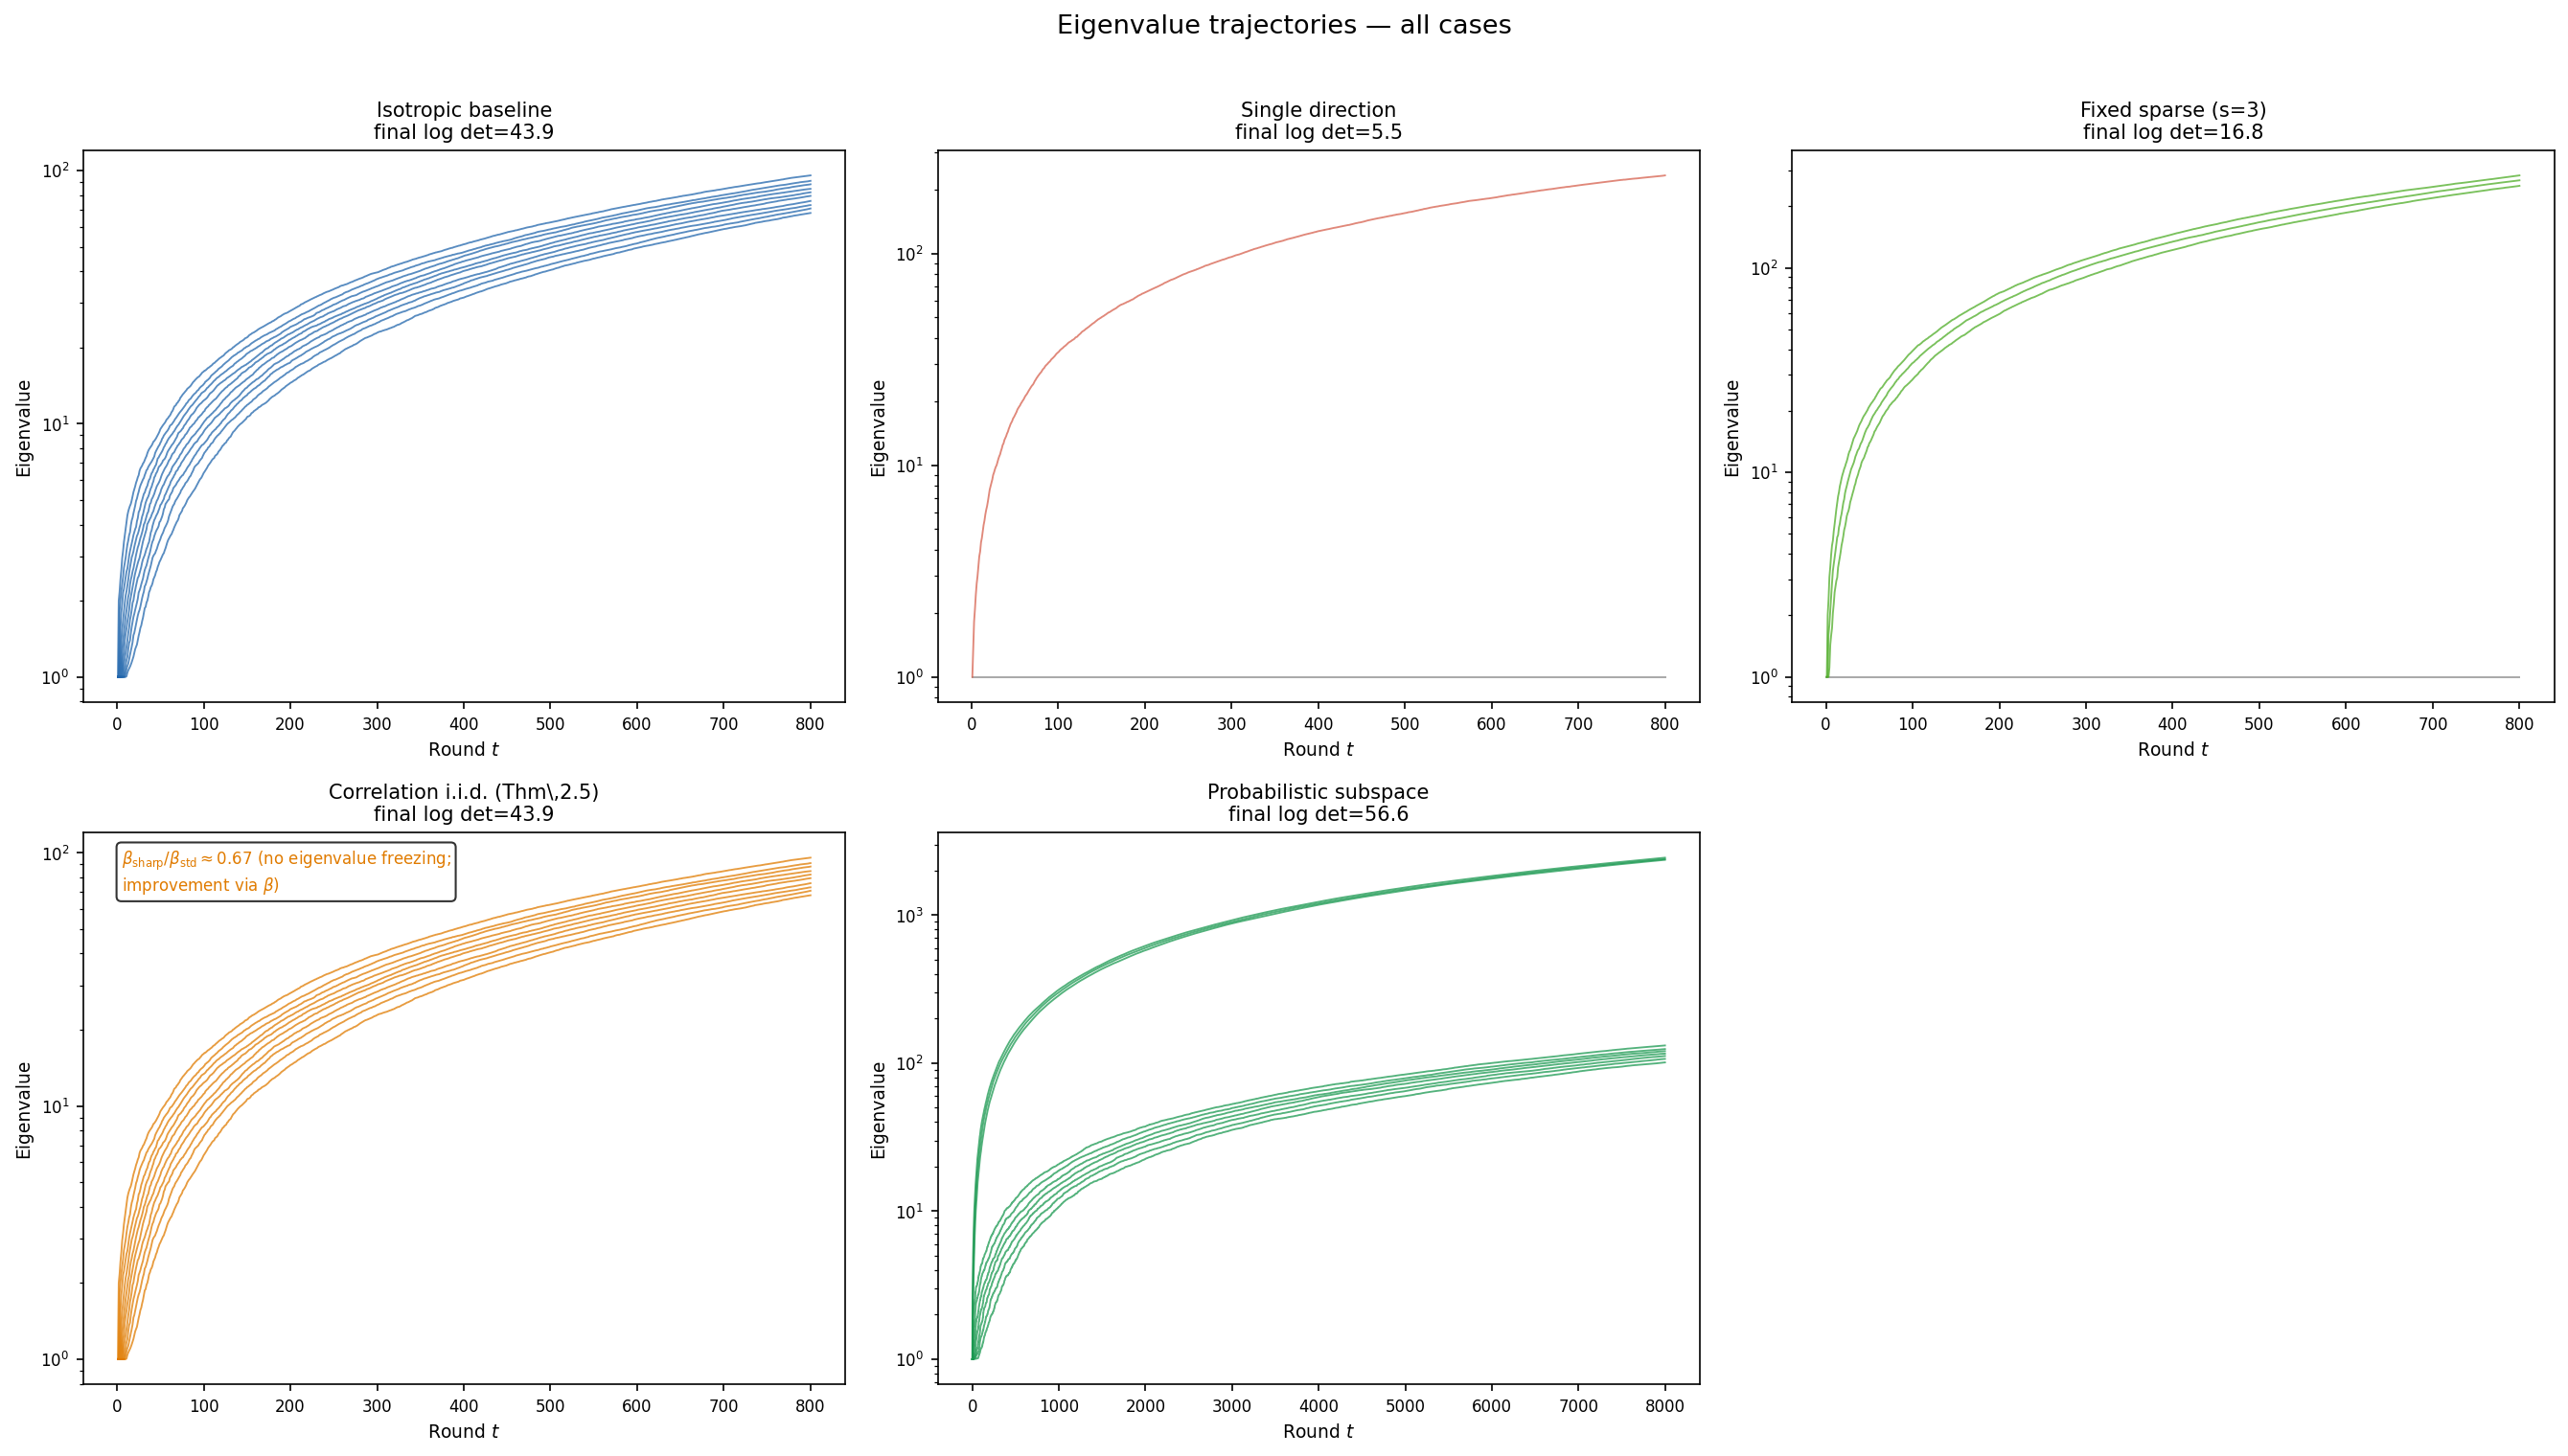 Eigenvalue trajectories — all cases
Isotropic baseline
final log det=43.9
10²
10¹
10⁰
Eigenvalue
0 100 200 300 400 500 600 700 800
Round t
Single direction
final log det=5.5
10²
10¹
10⁰
Eigenvalue
0 100 200 300 400 500 600 700 800
Round t
Fixed sparse (s=3)
final log det=16.8
10²
10¹
10⁰
Eigenvalue
0 100 200 300 400 500 600 700 800
Round t
Correlation i.i.d. (Thm\,2.5)
final log det=43.9
β_sharp/β_std ≈ 0.67 (no eigenvalue freezing;
improvement via β)
10²
10¹
10⁰
Eigenvalue
0 100 200 300 400 500 600 700 800
Round t
Probabilistic subspace
final log det=56.6
10³
10²
10¹
10⁰
Eigenvalue
0 1000 2000 3000 4000 5000 6000 7000 8000
Round t